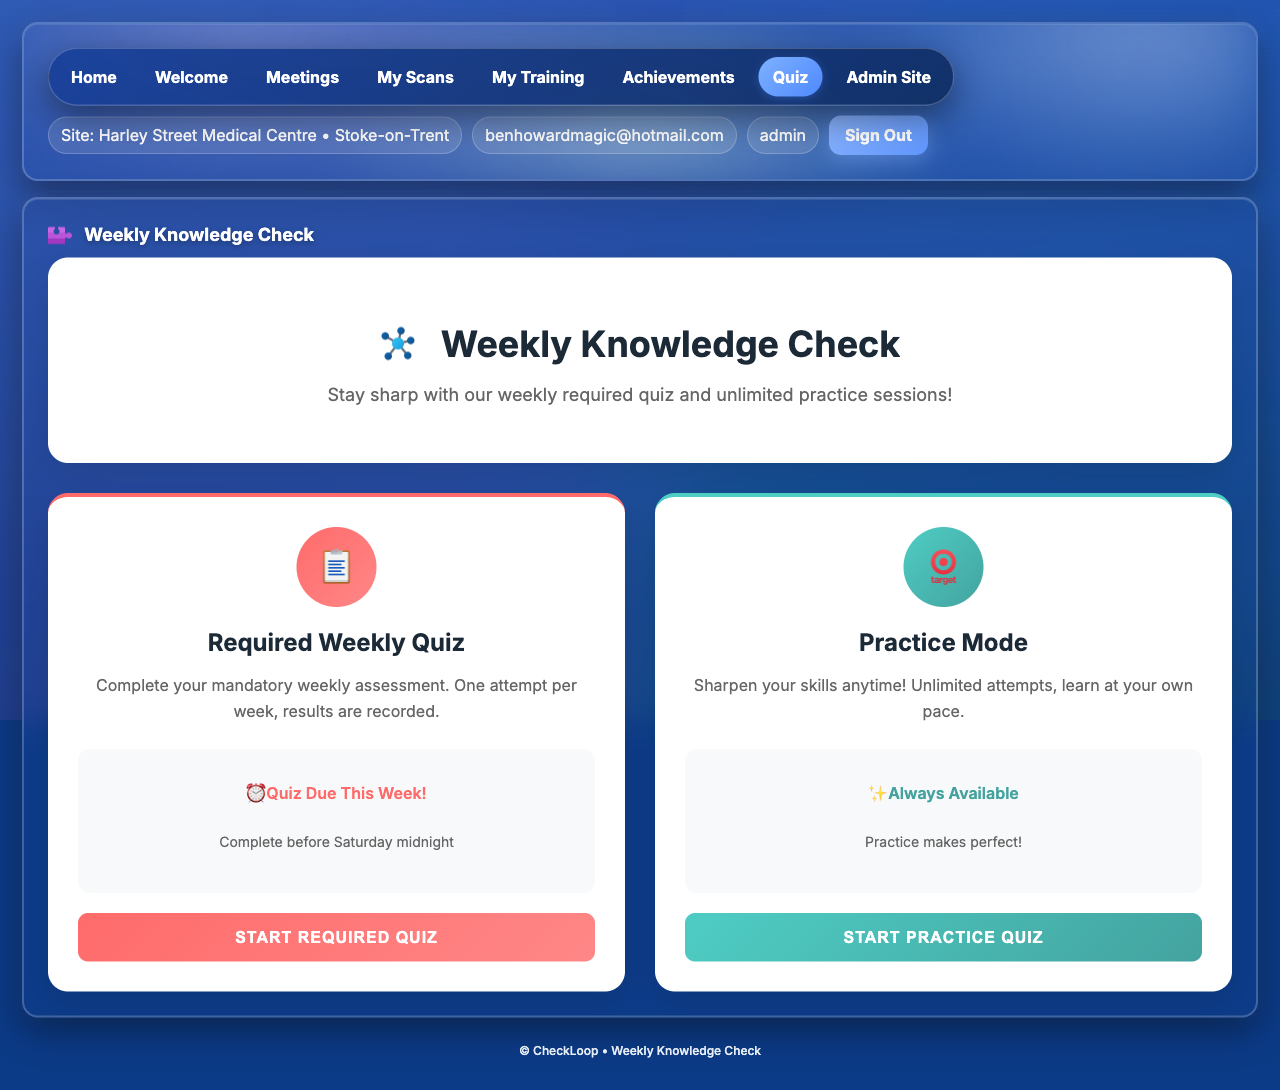 Home Welcome Meetings My Scans My Training Achievements Quiz Admin Site
Site: Harley Street Medical Centre • Stoke-on-Trent benhowardmagic@hotmail.com admin Sign Out
Weekly Knowledge Check
Weekly Knowledge Check
Stay sharp with our weekly required quiz and unlimited practice sessions!
Required Weekly Quiz
Complete your mandatory weekly assessment. One attempt per
week, results are recorded.
Quiz Due This Week!
Complete before Saturday midnight
START REQUIRED QUIZ
target
Practice Mode
Sharpen your skills anytime! Unlimited attempts, learn at your own
pace.
Always Available
Practice makes perfect!
START PRACTICE QUIZ
© CheckLoop • Weekly Knowledge Check